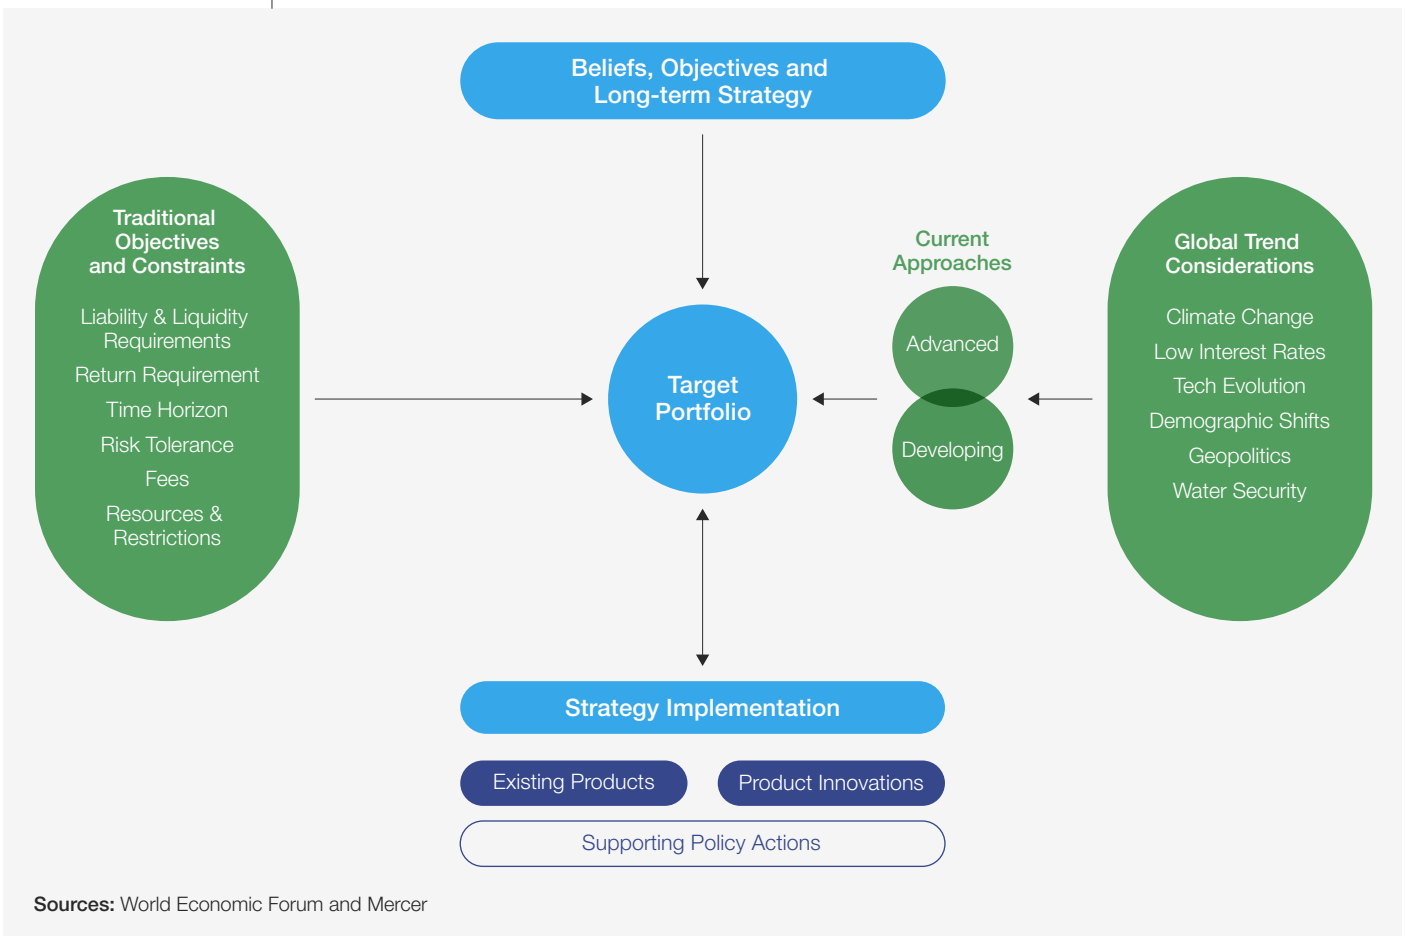 Beliefs, Objectives and
Long-term Strategy
Traditional
Objectives
and Constraints
Liability & Liquidity
Requirements
Return Requirement
Time Horizon
Risk Tolerance
Fees
Resources &
Restrictions
Target
Portfolio
Current
Approaches
Advanced
Developing
Global Trend
Considerations
Climate Change
Low Interest Rates
Tech Evolution
Demographic Shifts
Geopolitics
Water Security
Strategy Implementation
Existing Products
Product Innovations
Supporting Policy Actions
Sources: World Economic Forum and Mercer